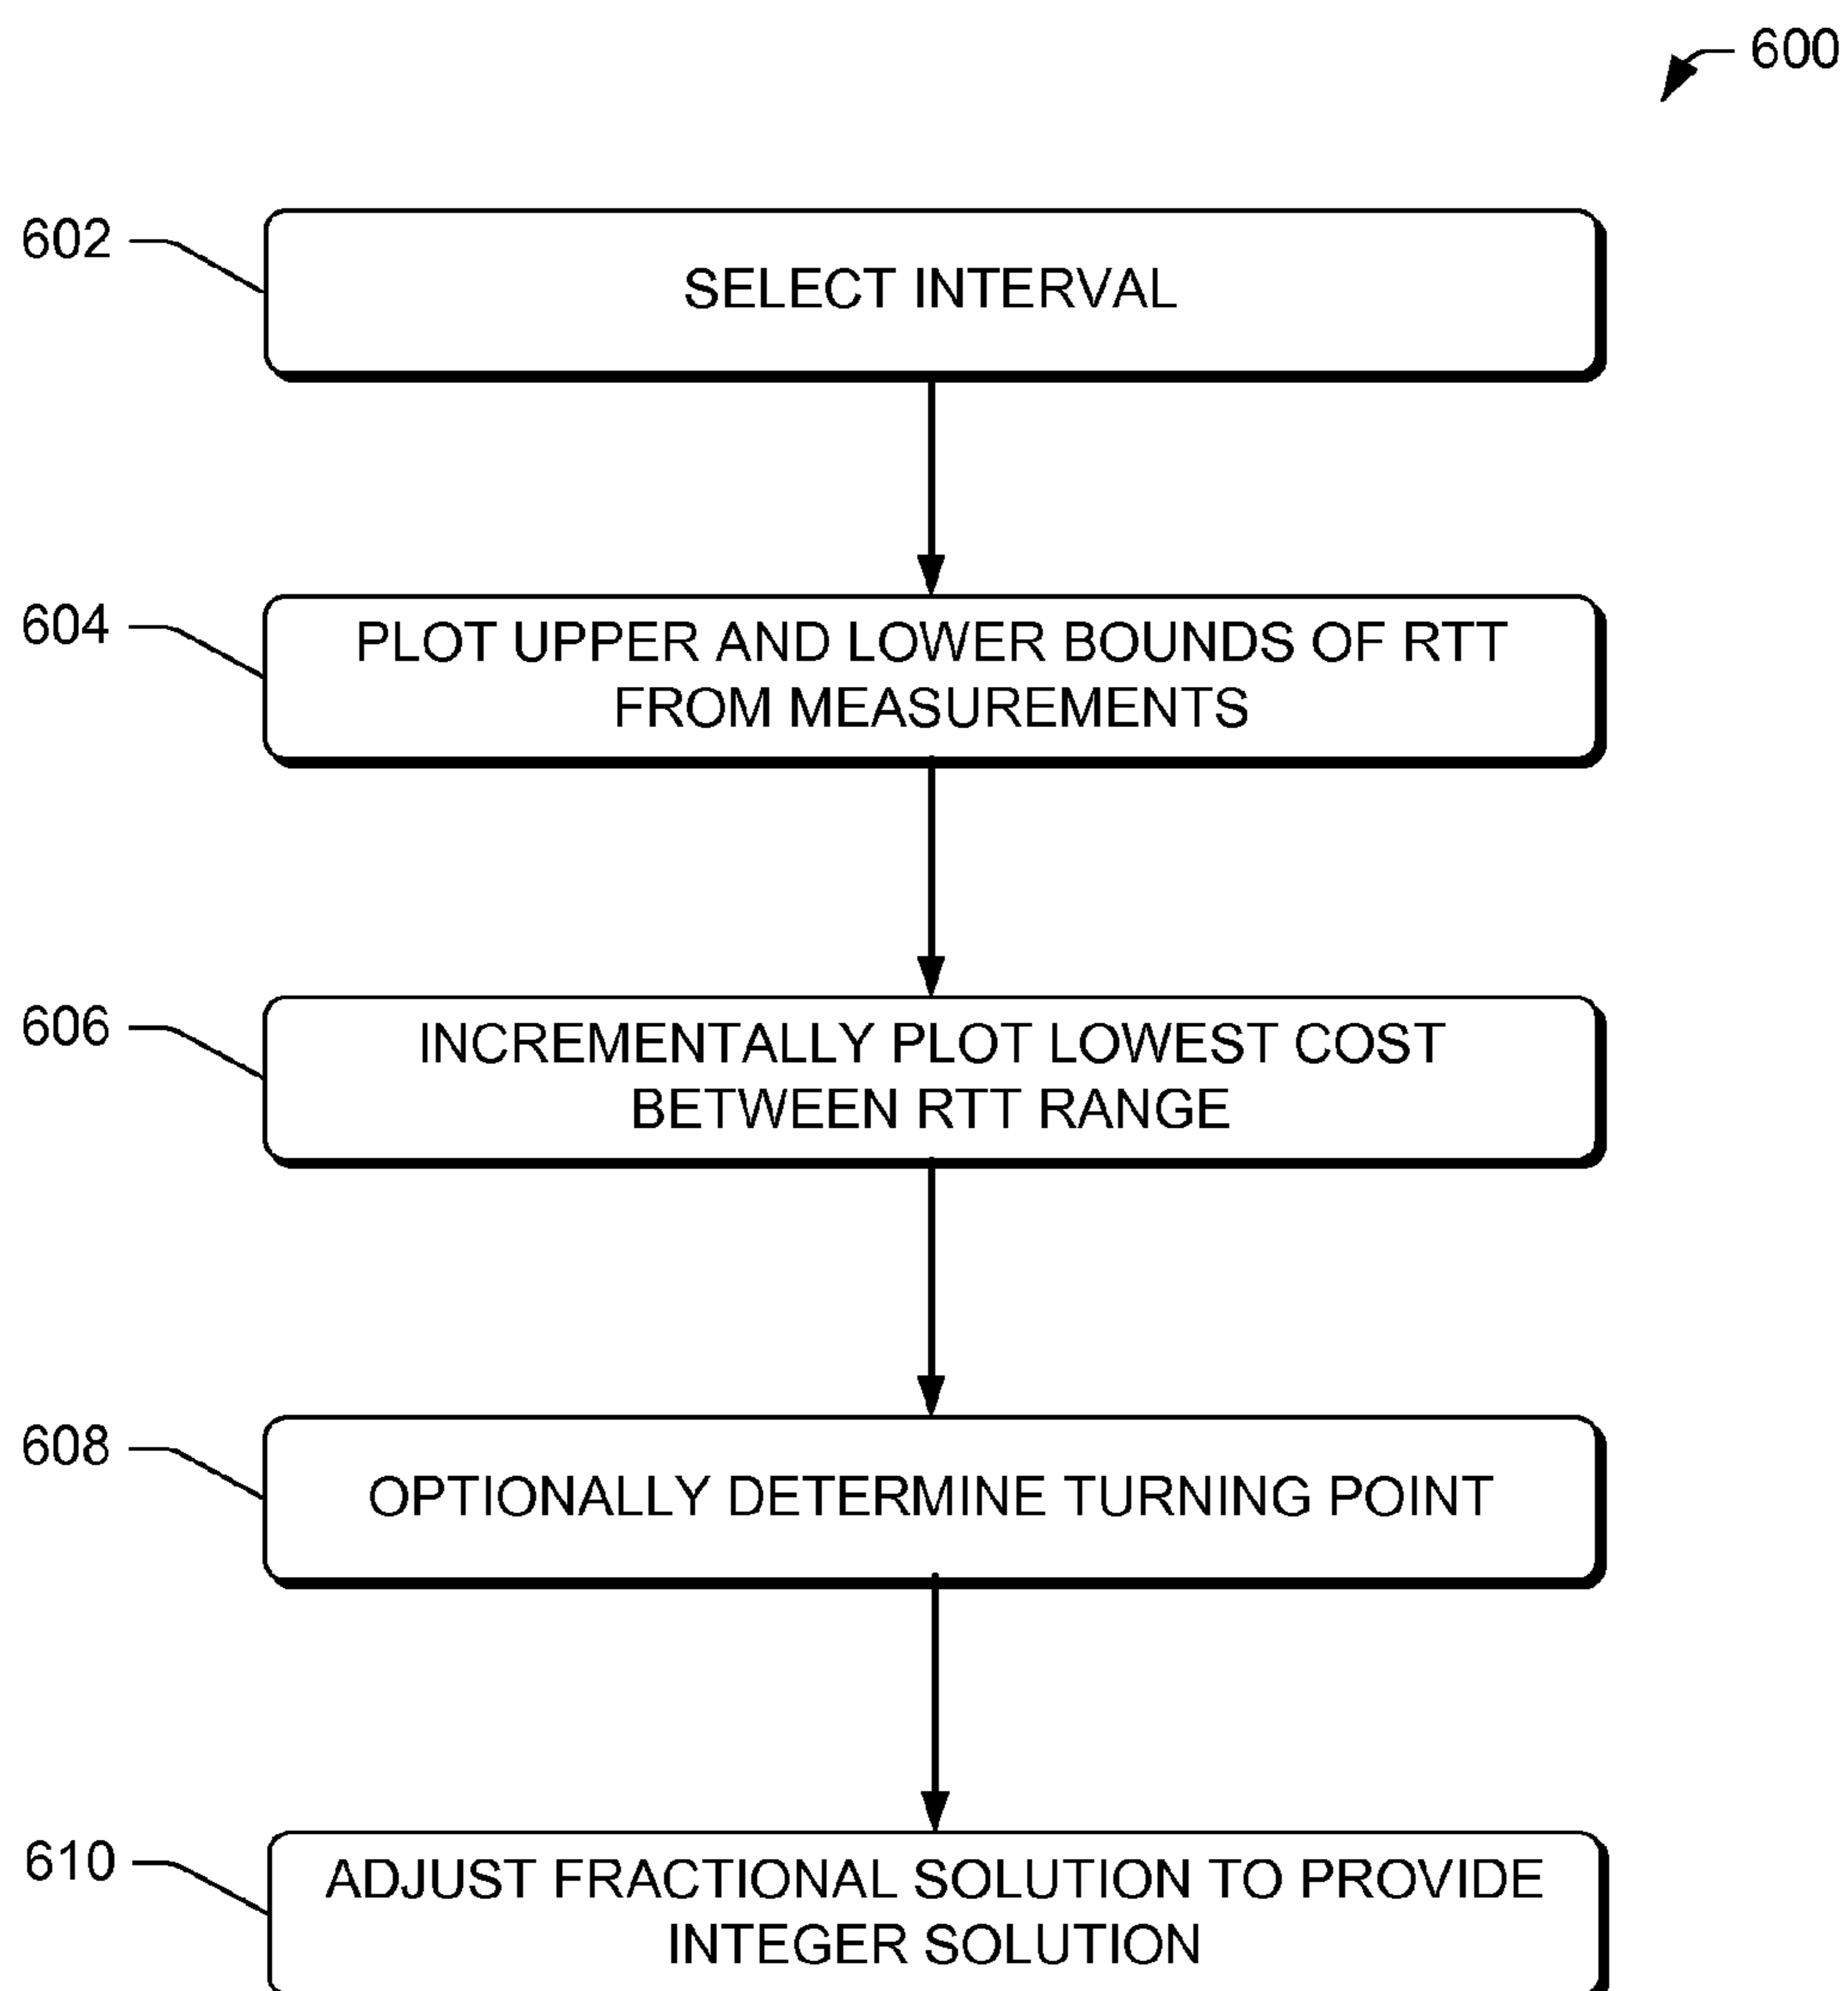 600
602
SELECT INTERVAL
604
PLOT UPPER AND LOWER BOUNDS OF RTT
FROM MEASUREMENTS
606
INCREMENTALLY PLOT LOWEST COST
BETWEEN RTT RANGE
608
OPTIONALLY DETERMINE TURNING POINT
610
ADJUST FRACTIONAL SOLUTION TO PROVIDE
INTEGER SOLUTION